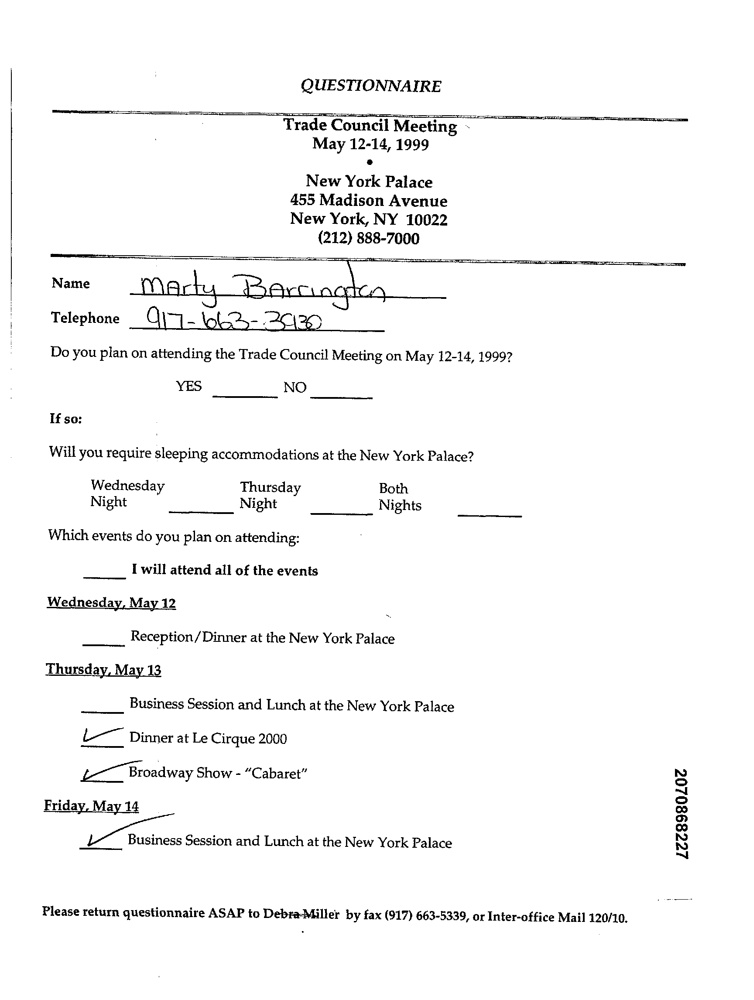 QUESTIONNAIRE
Trade Council Meeting
May 12-14, 1999
•
New York Palace
455 Madison Avenue
New York, NY 10022
(212) 888-7000
Name Marty Barrington
Telephone 917-663-3930
Do you plan on attending the Trade Council Meeting on May 12-14, 1999?
YES ______ NO ______
If so:
Will you require sleeping accommodations at the New York Palace?
Wednesday Thursday Both
Night ______ Night ______ Nights ______
Which events do you plan on attending:
______ I will attend all of the events
Wednesday, May 12
______ Reception/Dinner at the New York Palace
Thursday, May 13
______ Business Session and Lunch at the New York Palace
✓ Dinner at Le Cirque 2000
✓ Broadway Show - "Cabaret"
Friday, May 14
✓ Business Session and Lunch at the New York Palace
2070868227
Please return questionnaire ASAP to Debra Miller by fax (917) 663-5339, or Inter-office Mail 120/10.